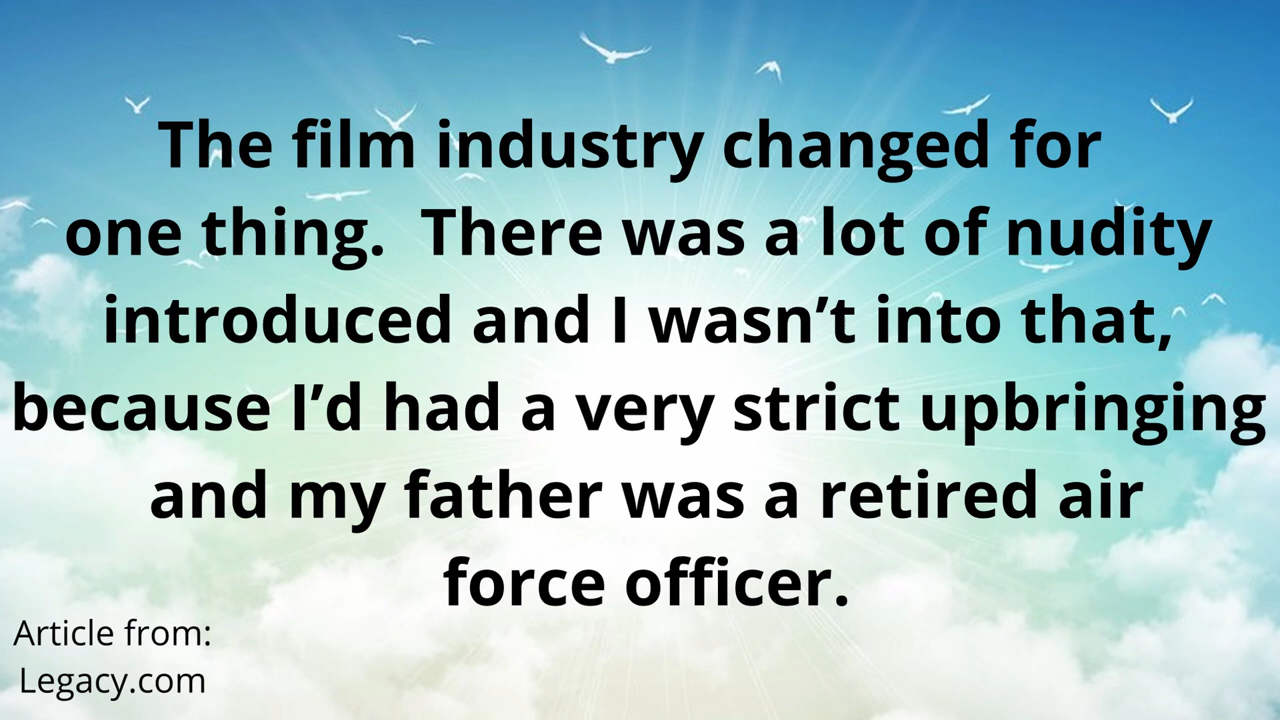 The film industry changed for
one thing.  There was a lot of nudity
introduced and I wasn’t into that,
because I’d had a very strict upbringing
and my father was a retired air
force officer.
Article from:
Legacy.com